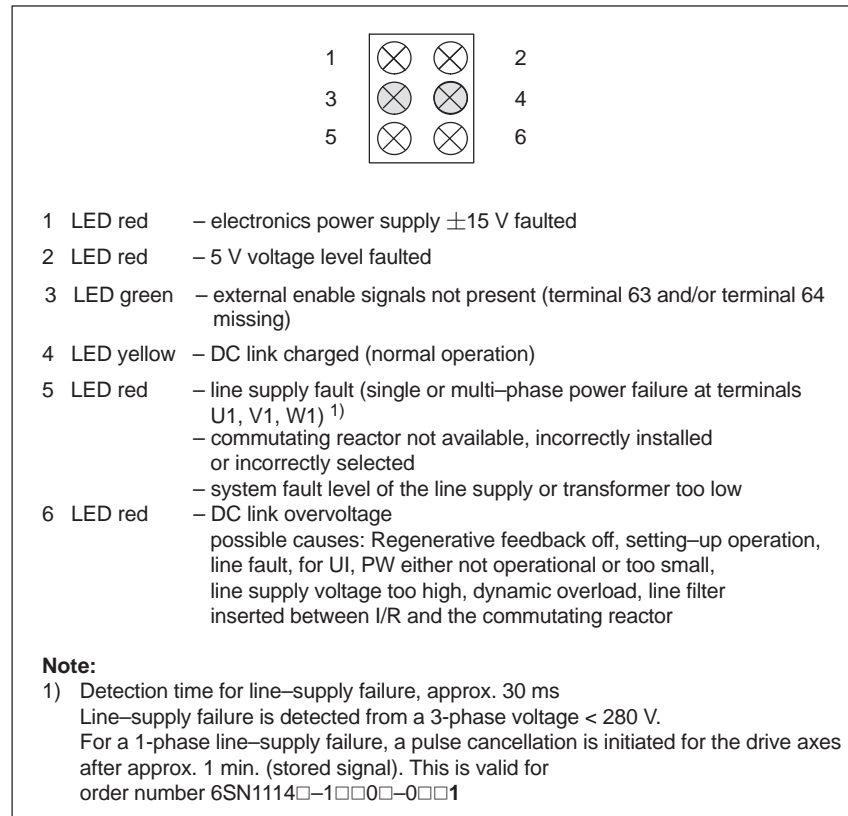 1 2
3 4
5 6
1 LED red – electronics power supply ±15 V faulted
2 LED red – 5 V voltage level faulted
3 LED green – external enable signals not present (terminal 63 and/or terminal 64
missing)
4 LED yellow – DC link charged (normal operation)
5 LED red – line supply fault (single or multi–phase power failure at terminals
U1, V1, W1) 1)
– commutating reactor not available, incorrectly installed
or incorrectly selected
– system fault level of the line supply or transformer too low
6 LED red – DC link overvoltage
possible causes: Regenerative feedback off, setting–up operation,
line fault, for UI, PW either not operational or too small,
line supply voltage too high, dynamic overload, line filter
inserted between I/R and the commutating reactor
Note:
1) Detection time for line–supply failure, approx. 30 ms
Line–supply failure is detected from a 3-phase voltage < 280 V.
For a 1-phase line–supply failure, a pulse cancellation is initiated for the drive axes
after approx. 1 min. (stored signal). This is valid for
order number 6SN1114□–1□□0□–0□□1